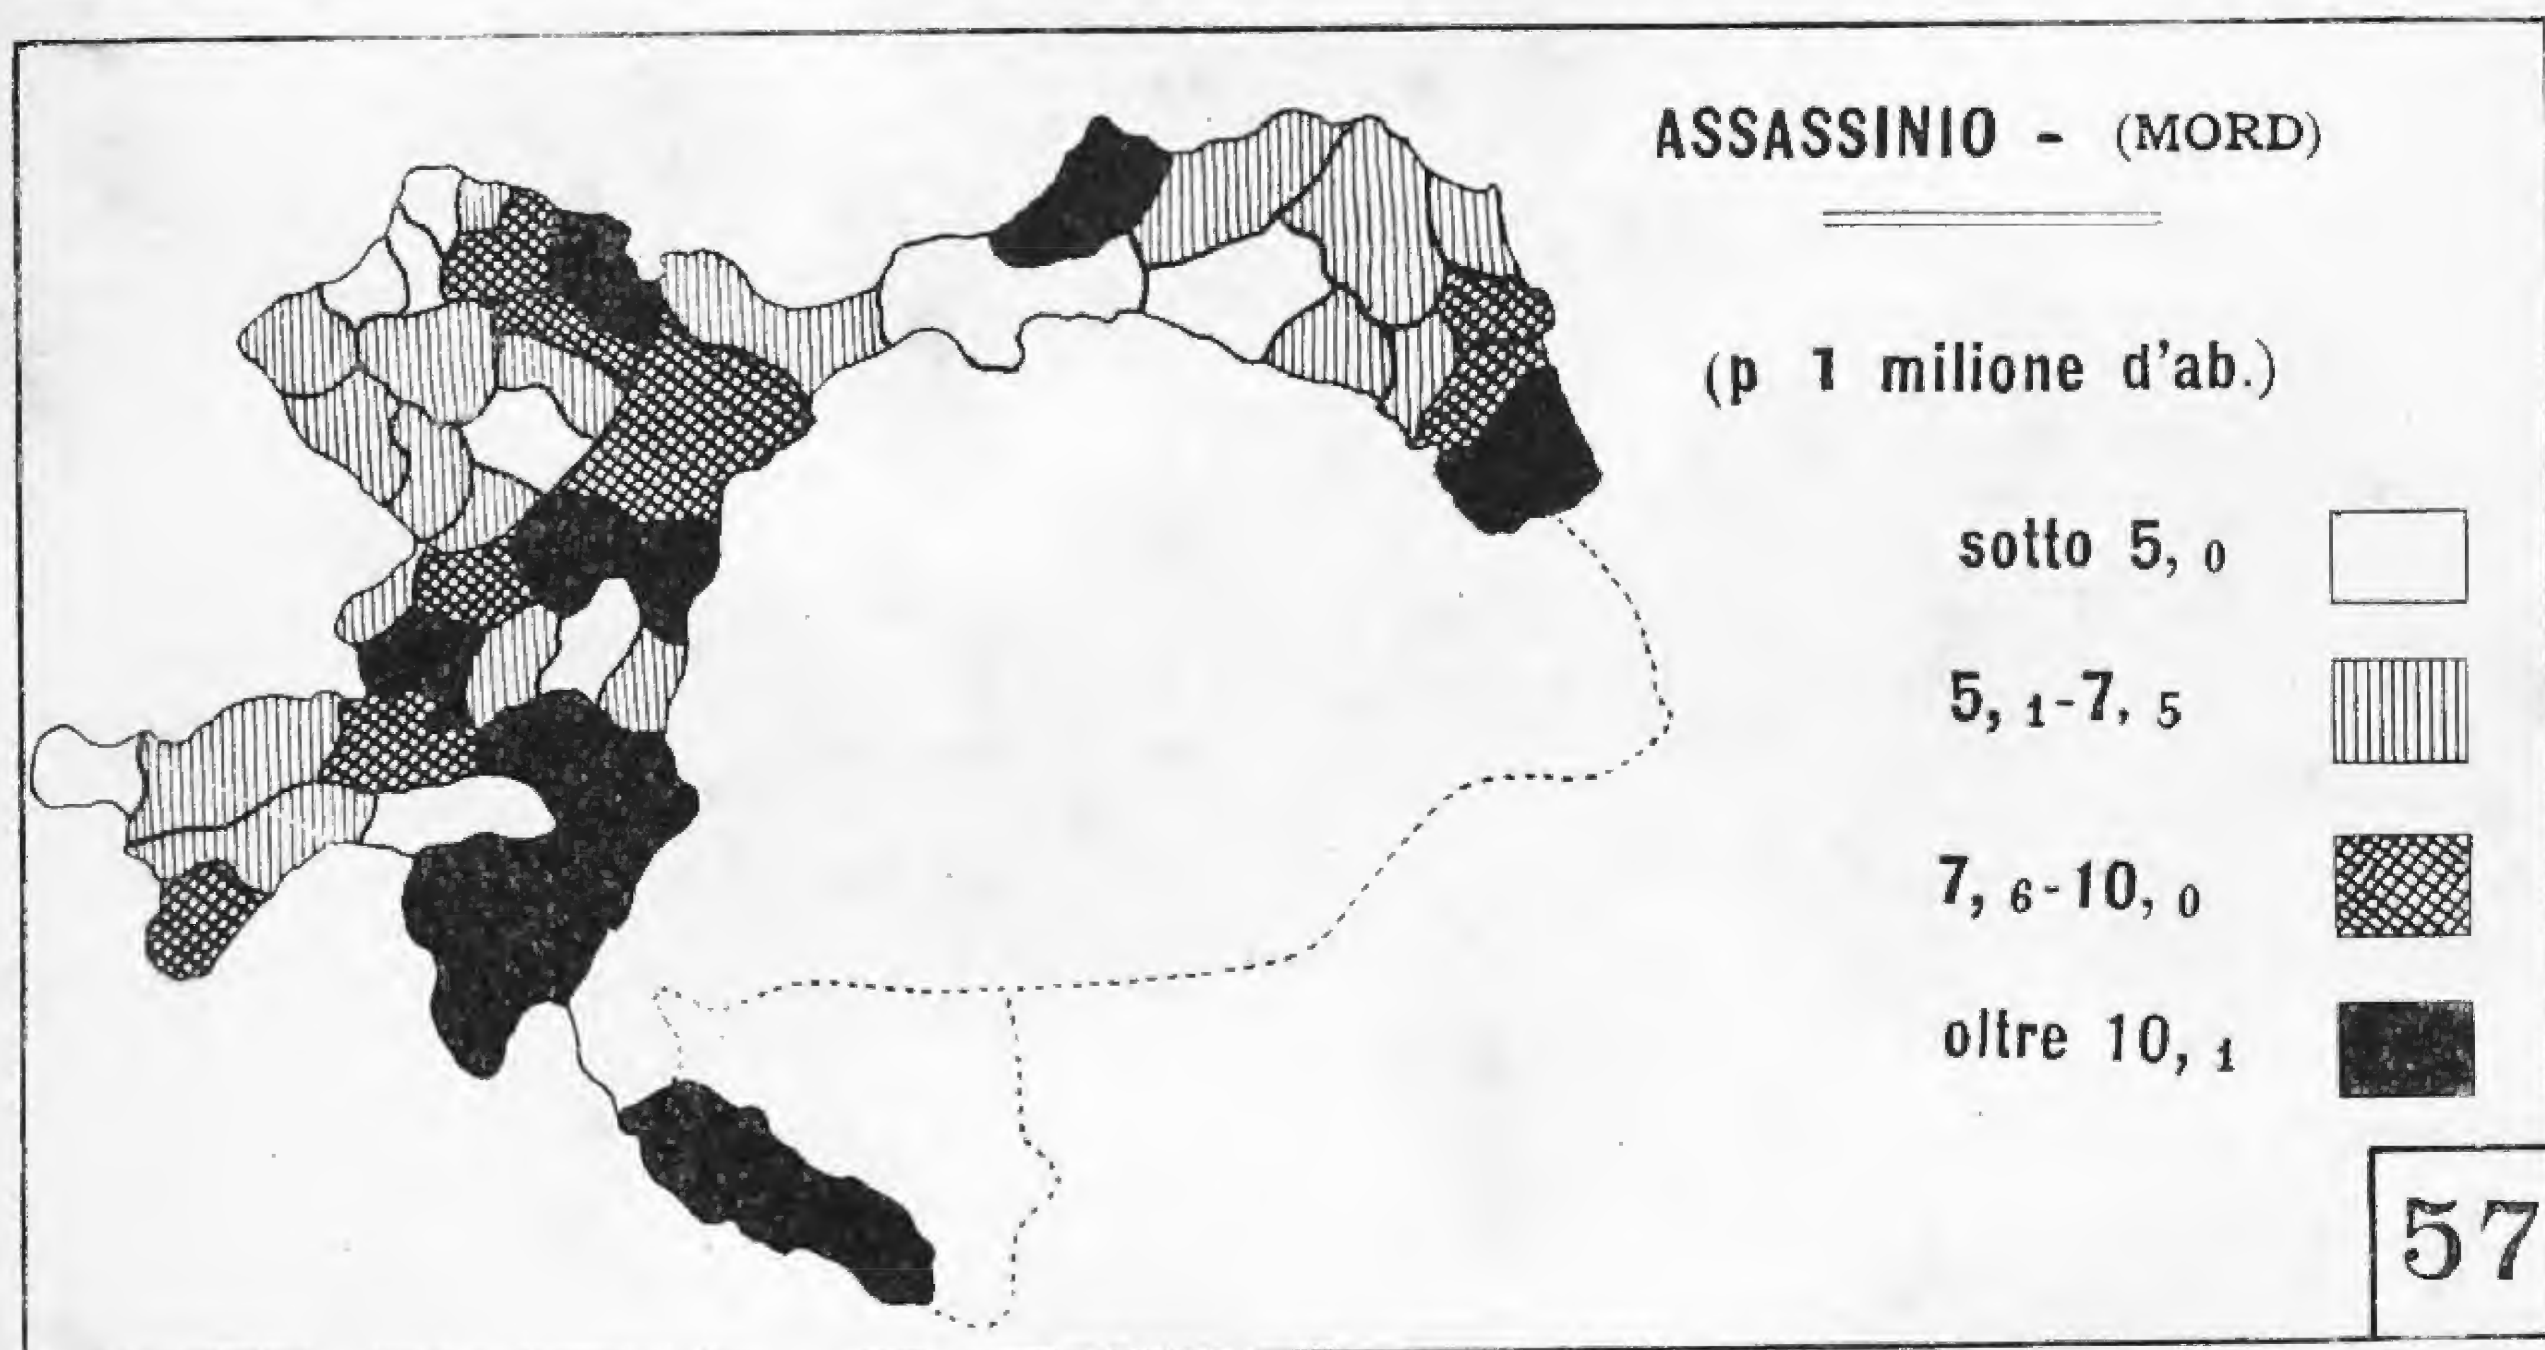 ASSASSINIO - (MORD)
(p 1 milione d'ab.)
sotto 5, 0
5, 1-7, 5
7, 6-10, 0
oltre 10, 1
57